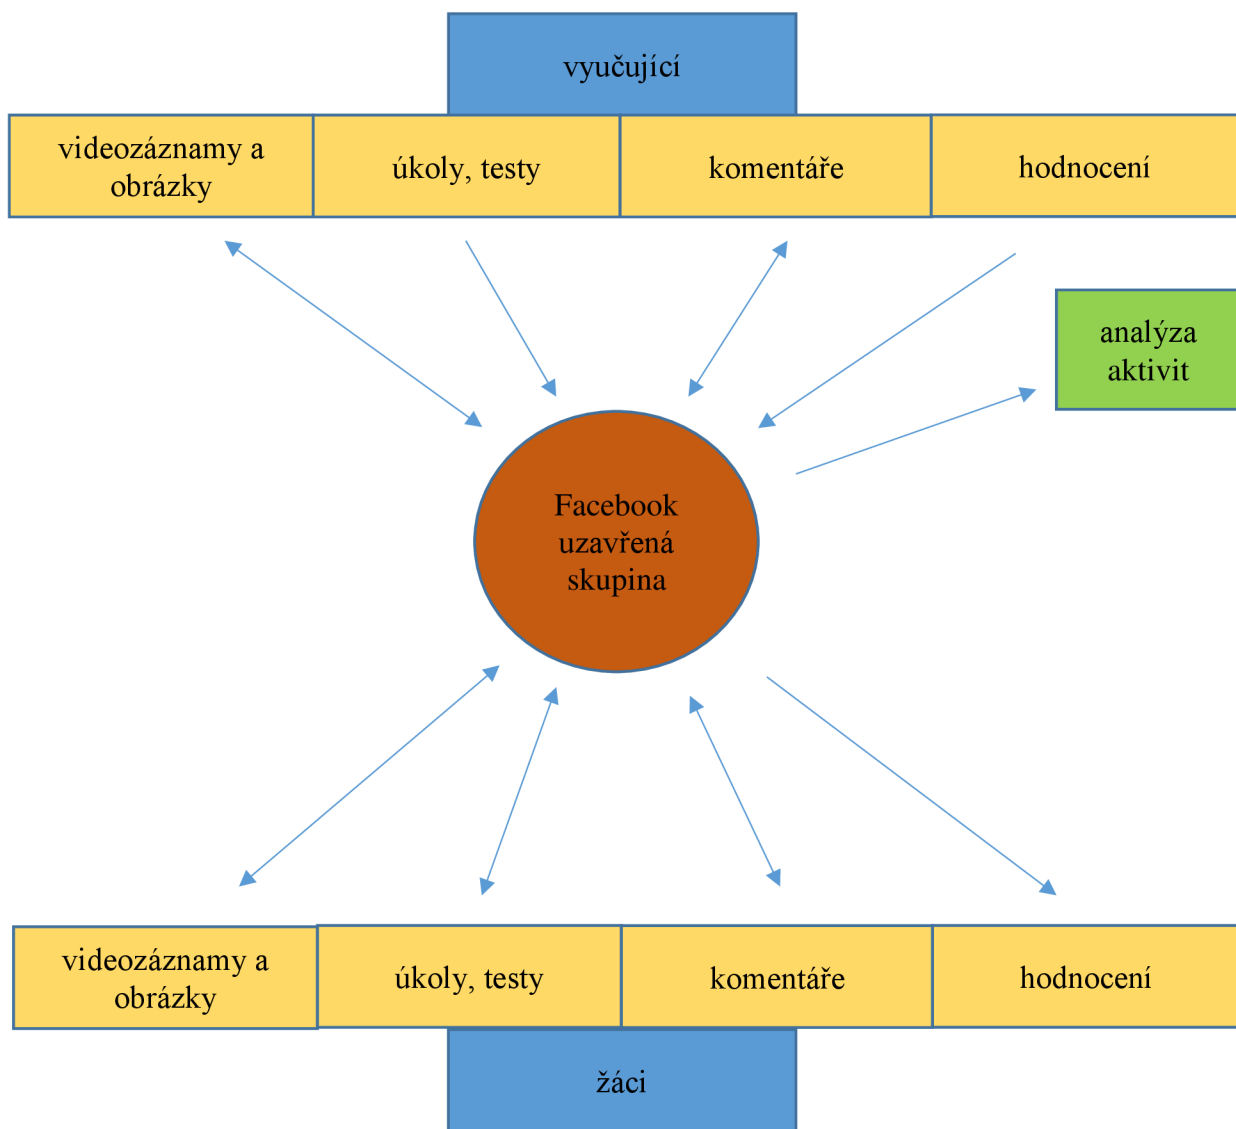 vyučující
videozáznamy a
obrázky
úkoly, testy
komentáře
hodnocení
analýza
aktivit
Facebook
uzavřená
skupina
videozáznamy a
obrázky
úkoly, testy
komentáře
hodnocení
žáci